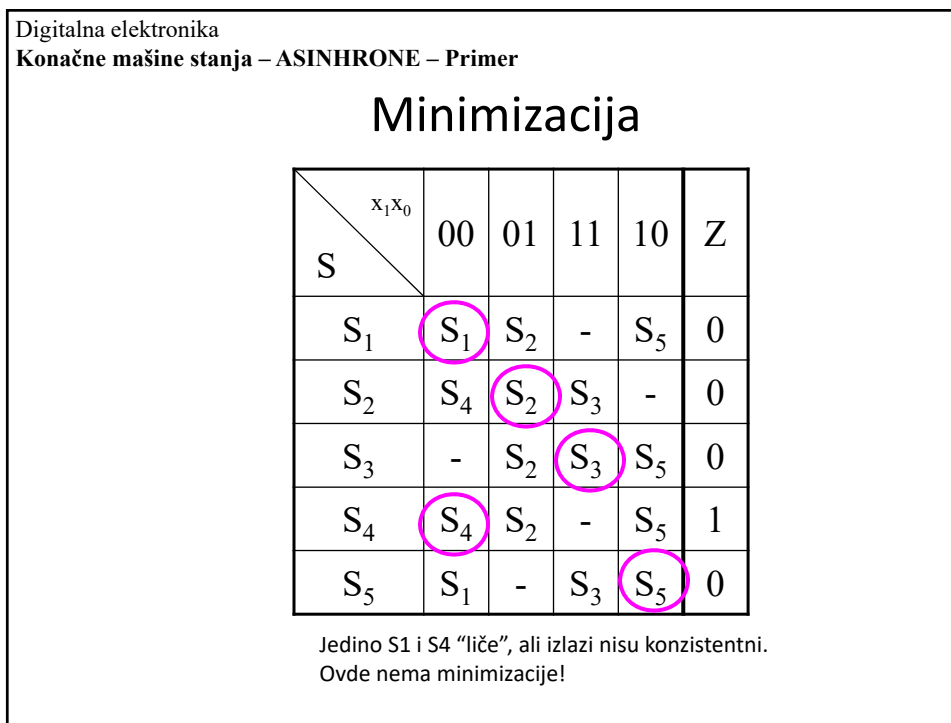 Digitalna elektronika
Konačne mašine stanja – ASINHRONE – Primer
Minimizacija
x₁x₀
S 00 01 11 10 Z
S₁ S₁ S₂ - S₅ 0
S₂ S₄ S₂ S₃ - 0
S₃ - S₂ S₃ S₅ 0
S₄ S₄ S₂ - S₅ 1
S₅ S₁ - S₃ S₅ 0
Jedino S1 i S4 “liče”, ali izlazi nisu konzistentni.
Ovde nema minimizacije!